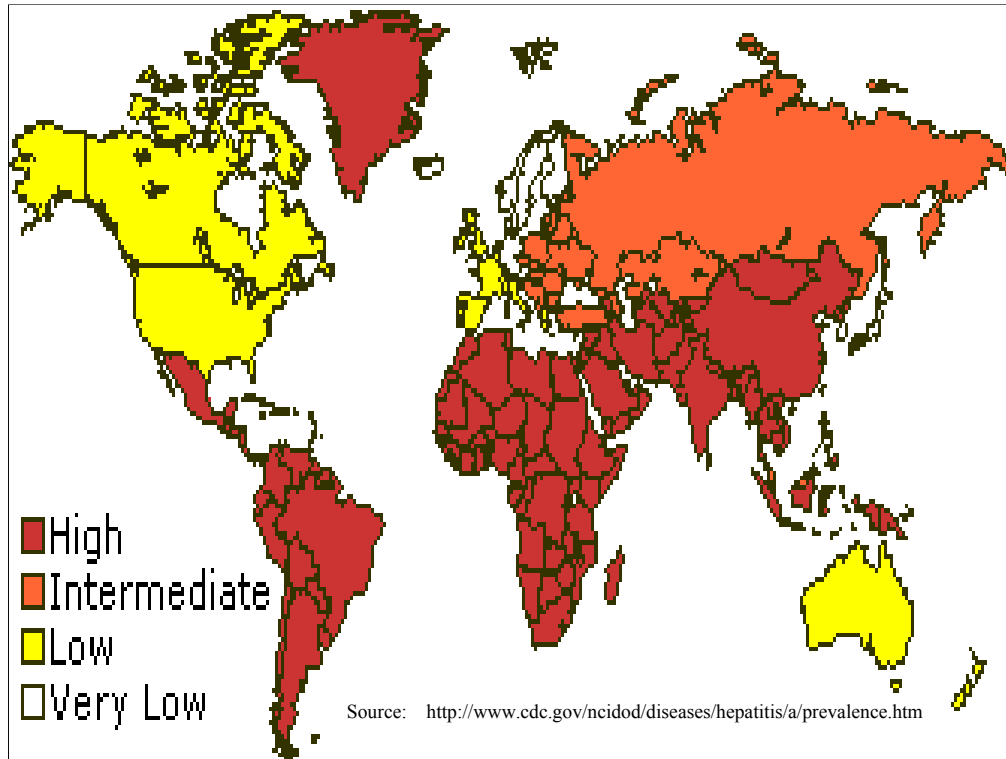 High
Intermediate
Low
Very Low
Source: http://www.cdc.gov/ncidod/diseases/hepatitis/a/prevalence.htm